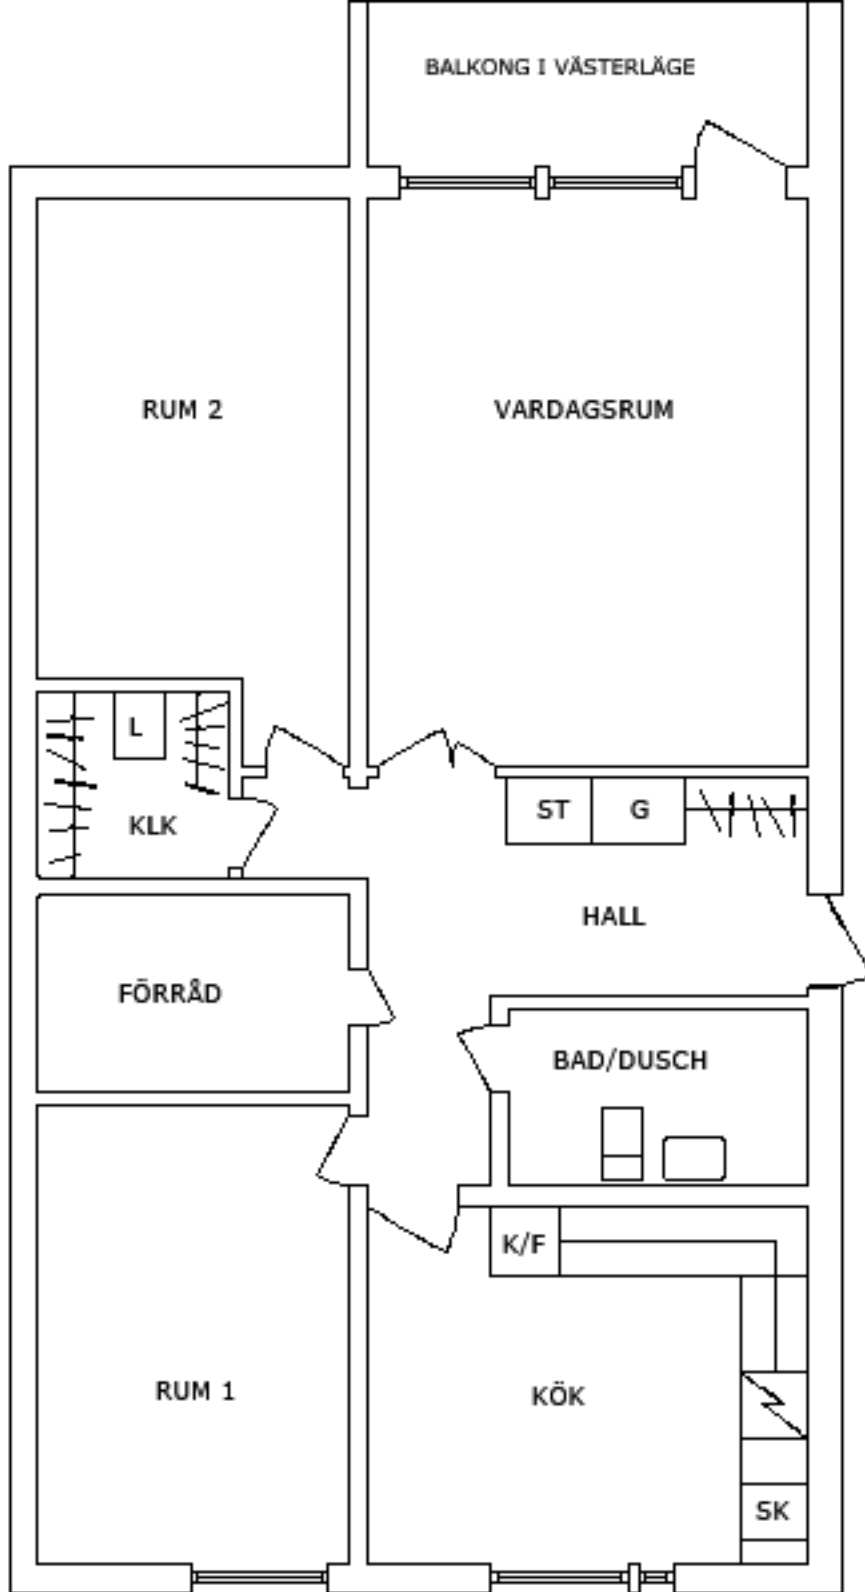 BALKONG I VÄSTERLÄGE
RUM 2
VARDAGSRUM
L
KLK
ST
G
HALL
FÖRRÅD
BAD/DUSCH
K/F
RUM 1
KÖK
SK